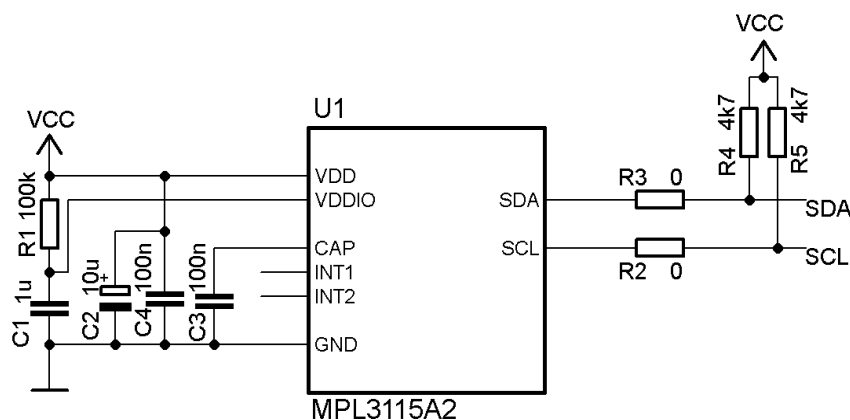 VCC
U1
VCC
R4 4k7
R5 4k7
R1 100k
VDD
VDDIO
SDA
R3 0
SDA
CAP
SCL
R2 0
SCL
INT1
INT2
C1 1u
C2 10u +
C4 100n
C3 100n
GND
MPL3115A2